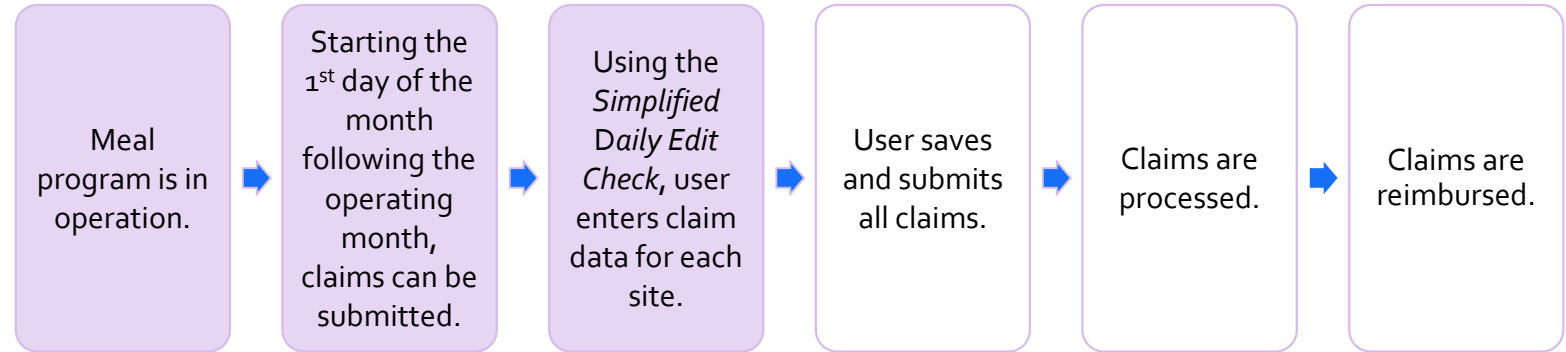 Meal
program is in
operation.
Starting the
1st day of the
month
following the
operating
month,
claims can be
submitted.
Using the
Simplified
Daily Edit
Check, user
enters claim
data for each
site.
User saves
and submits
all claims.
Claims are
processed.
Claims are
reimbursed.